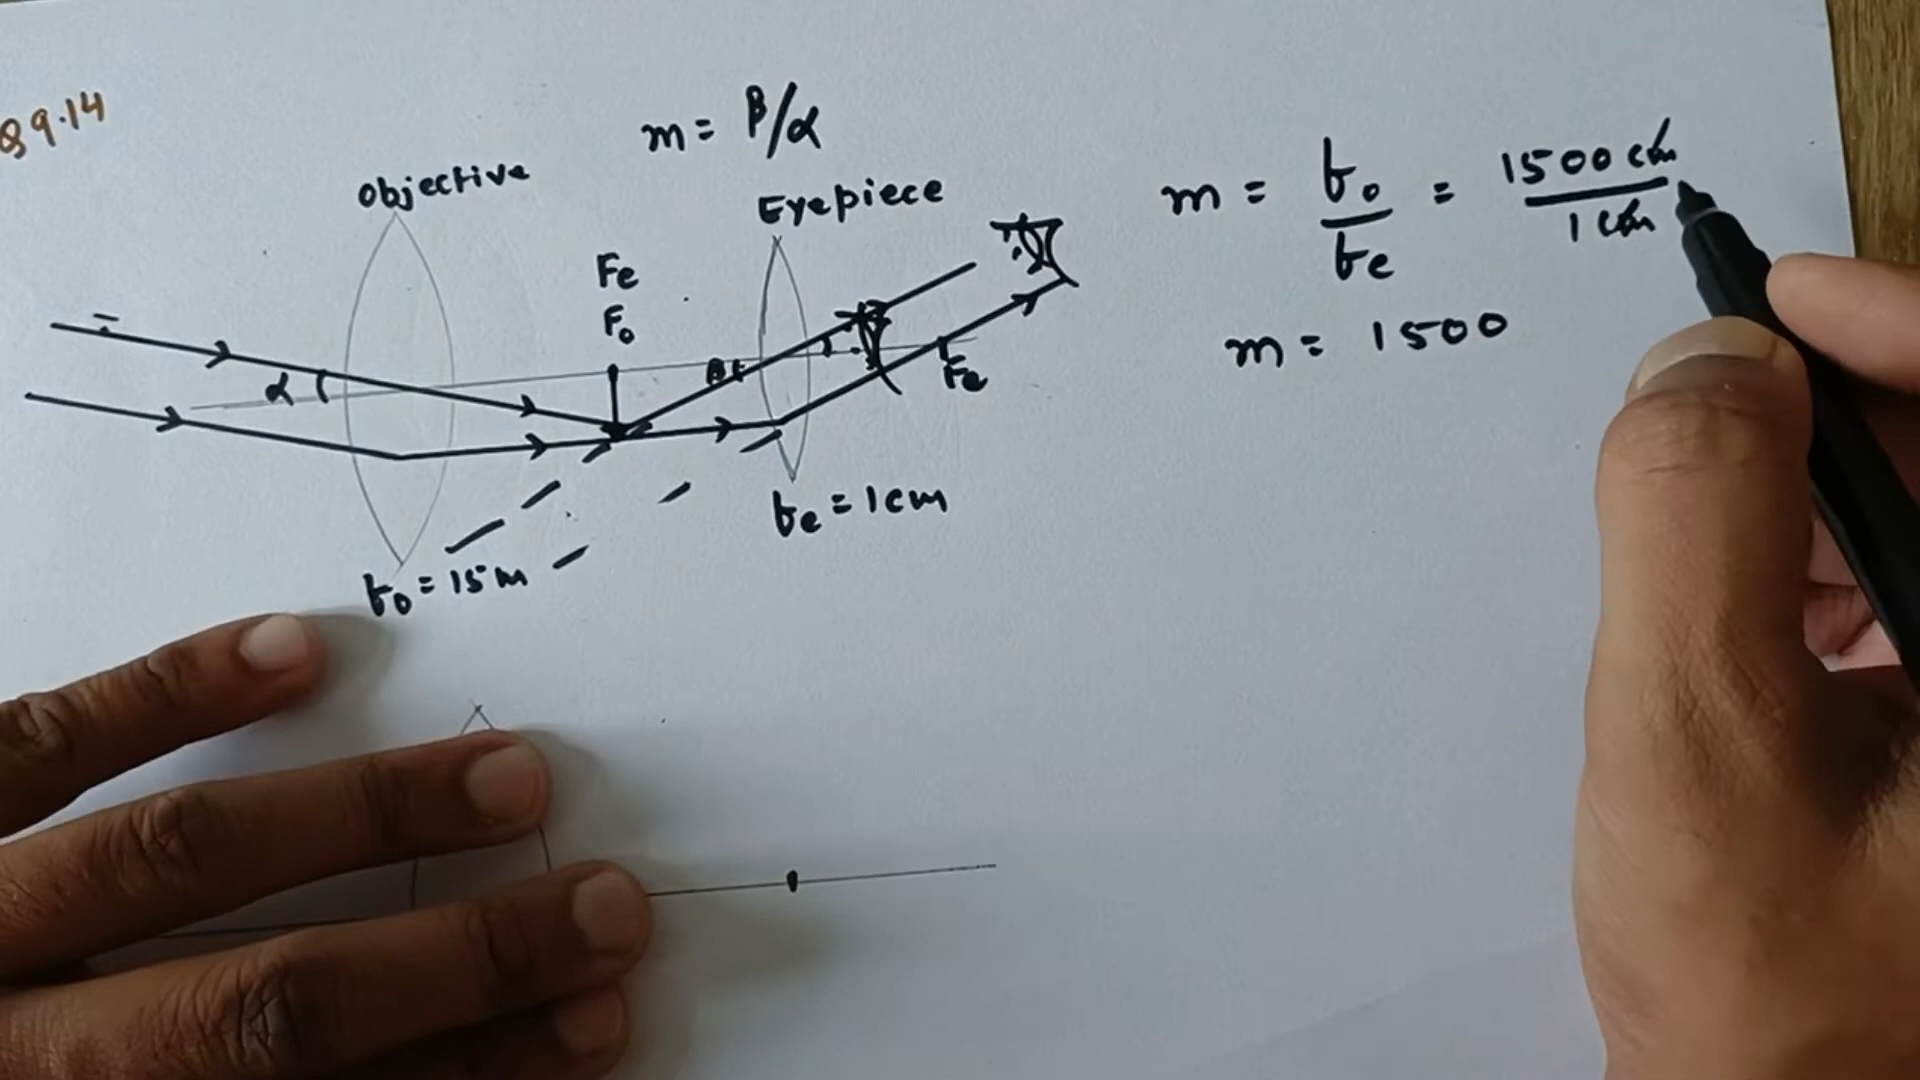 Q9.14
m = β/α
Objective
Eyepiece
Fe
Fo
α
β
Fe
fo = 15m
fe = 1cm
m = fo/fe = 1500 cm/1 cm
m = 1500